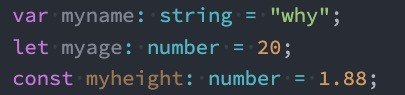 var myname: string = "why";
let myage: number = 20;
const myheight: number = 1.88;